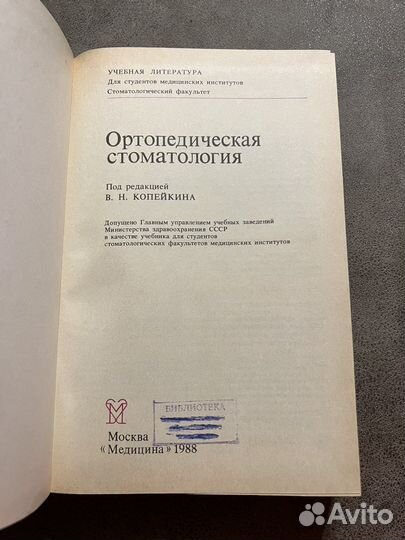 УЧЕБНАЯ ЛИТЕРАТУРА
Для студентов медицинских институтов
Стоматологический факультет
Ортопедическая
стоматология
Под редакцией
В. Н. КОПЕЙКИНА
Допущено Главным управлением учебных заведений
Министерства здравоохранения СССР
в качестве учебника для студентов
стоматологических факультетов медицинских институтов
БИБЛИОТЕКА
М
Москва
«Медицина» 1988
Avito